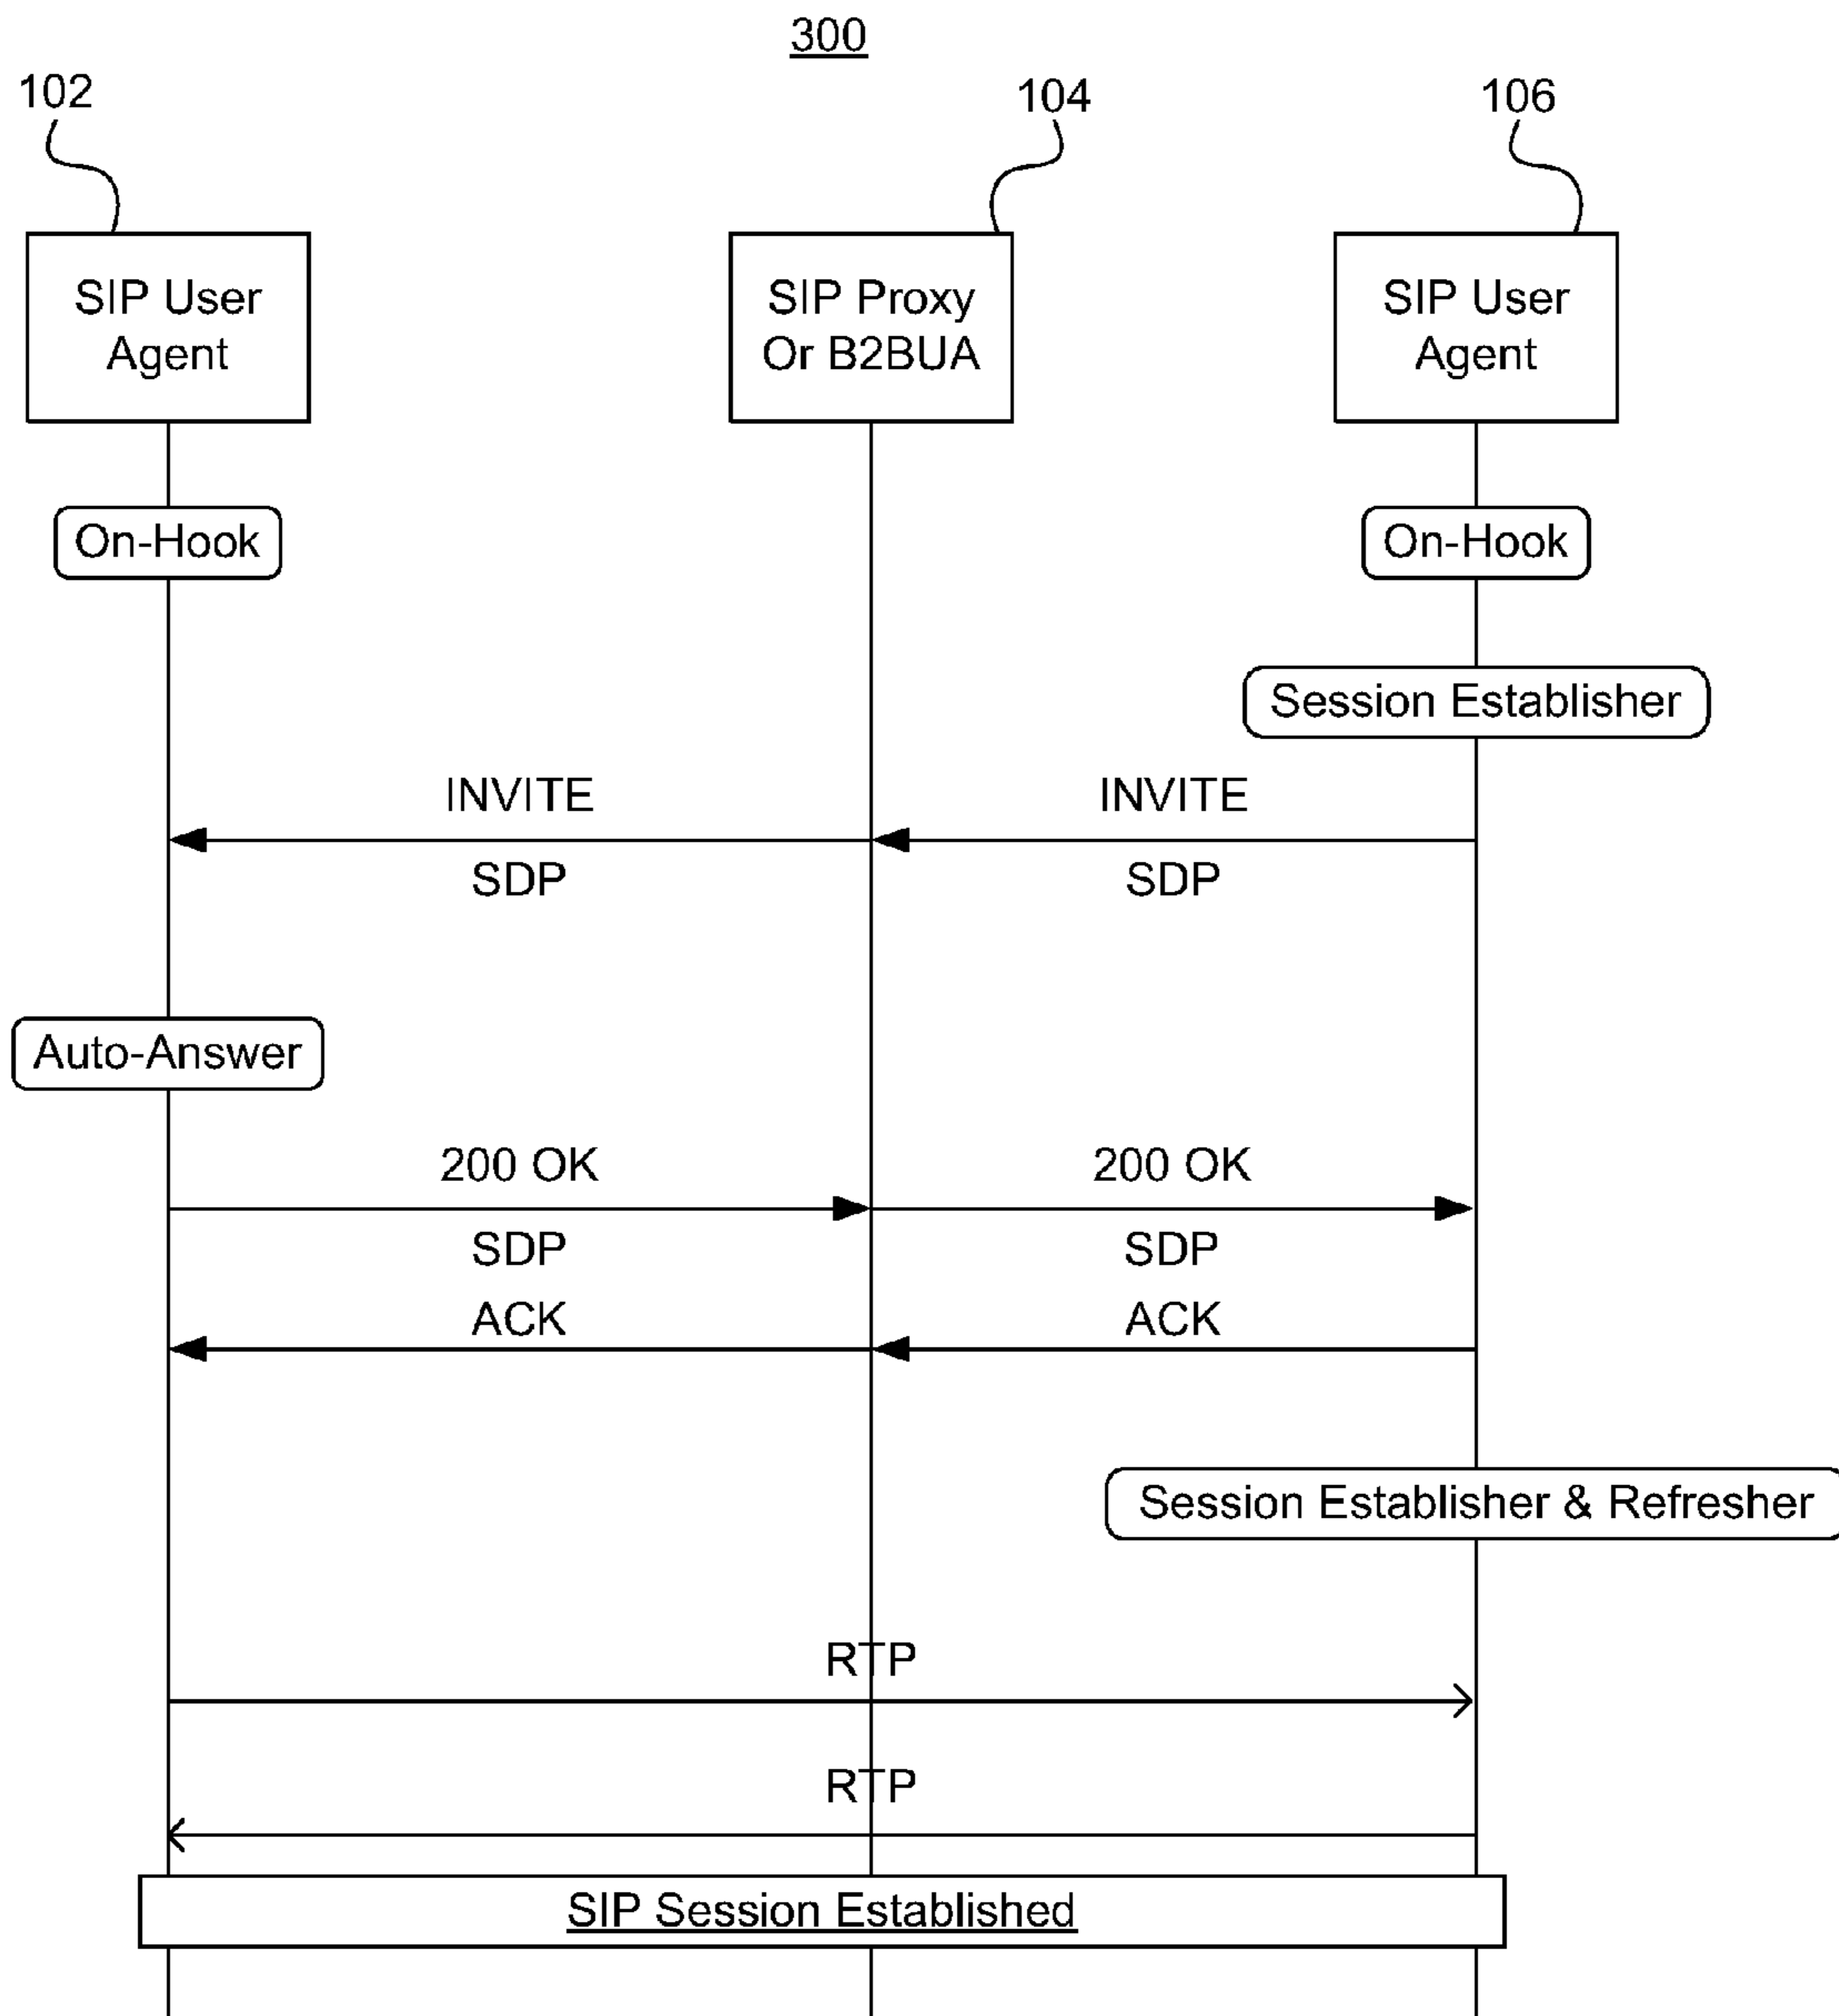 300
102
104
106
SIP User
Agent
SIP Proxy
Or B2BUA
SIP User
Agent
On-Hook
On-Hook
Session Establisher
INVITE
INVITE
SDP
SDP
Auto-Answer
200 OK
200 OK
SDP
SDP
ACK
ACK
Session Establisher & Refresher
RTP
RTP
SIP Session Established